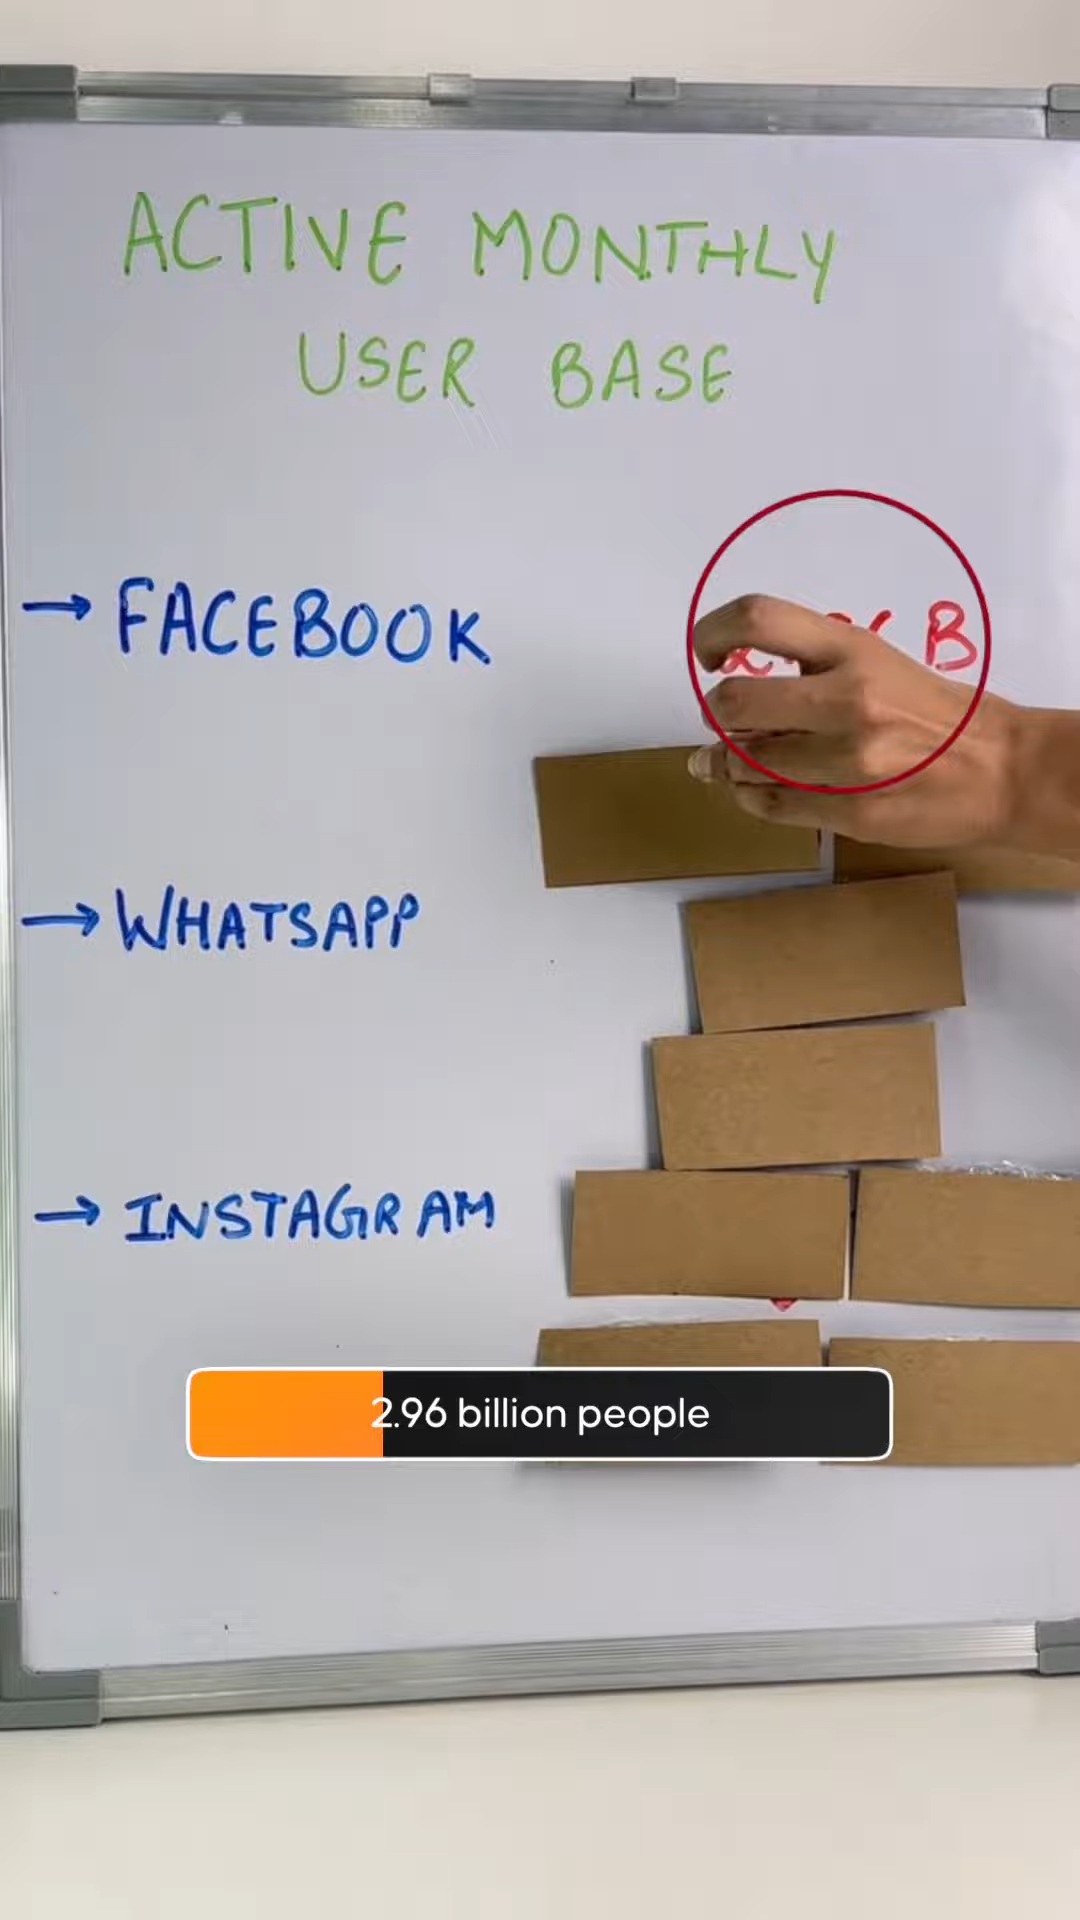 ACTIVE MONTHLY
USER BASE
→ FACEBOOK
B
→ WHATSAPP
→ INSTAGRAM
2.96 billion people